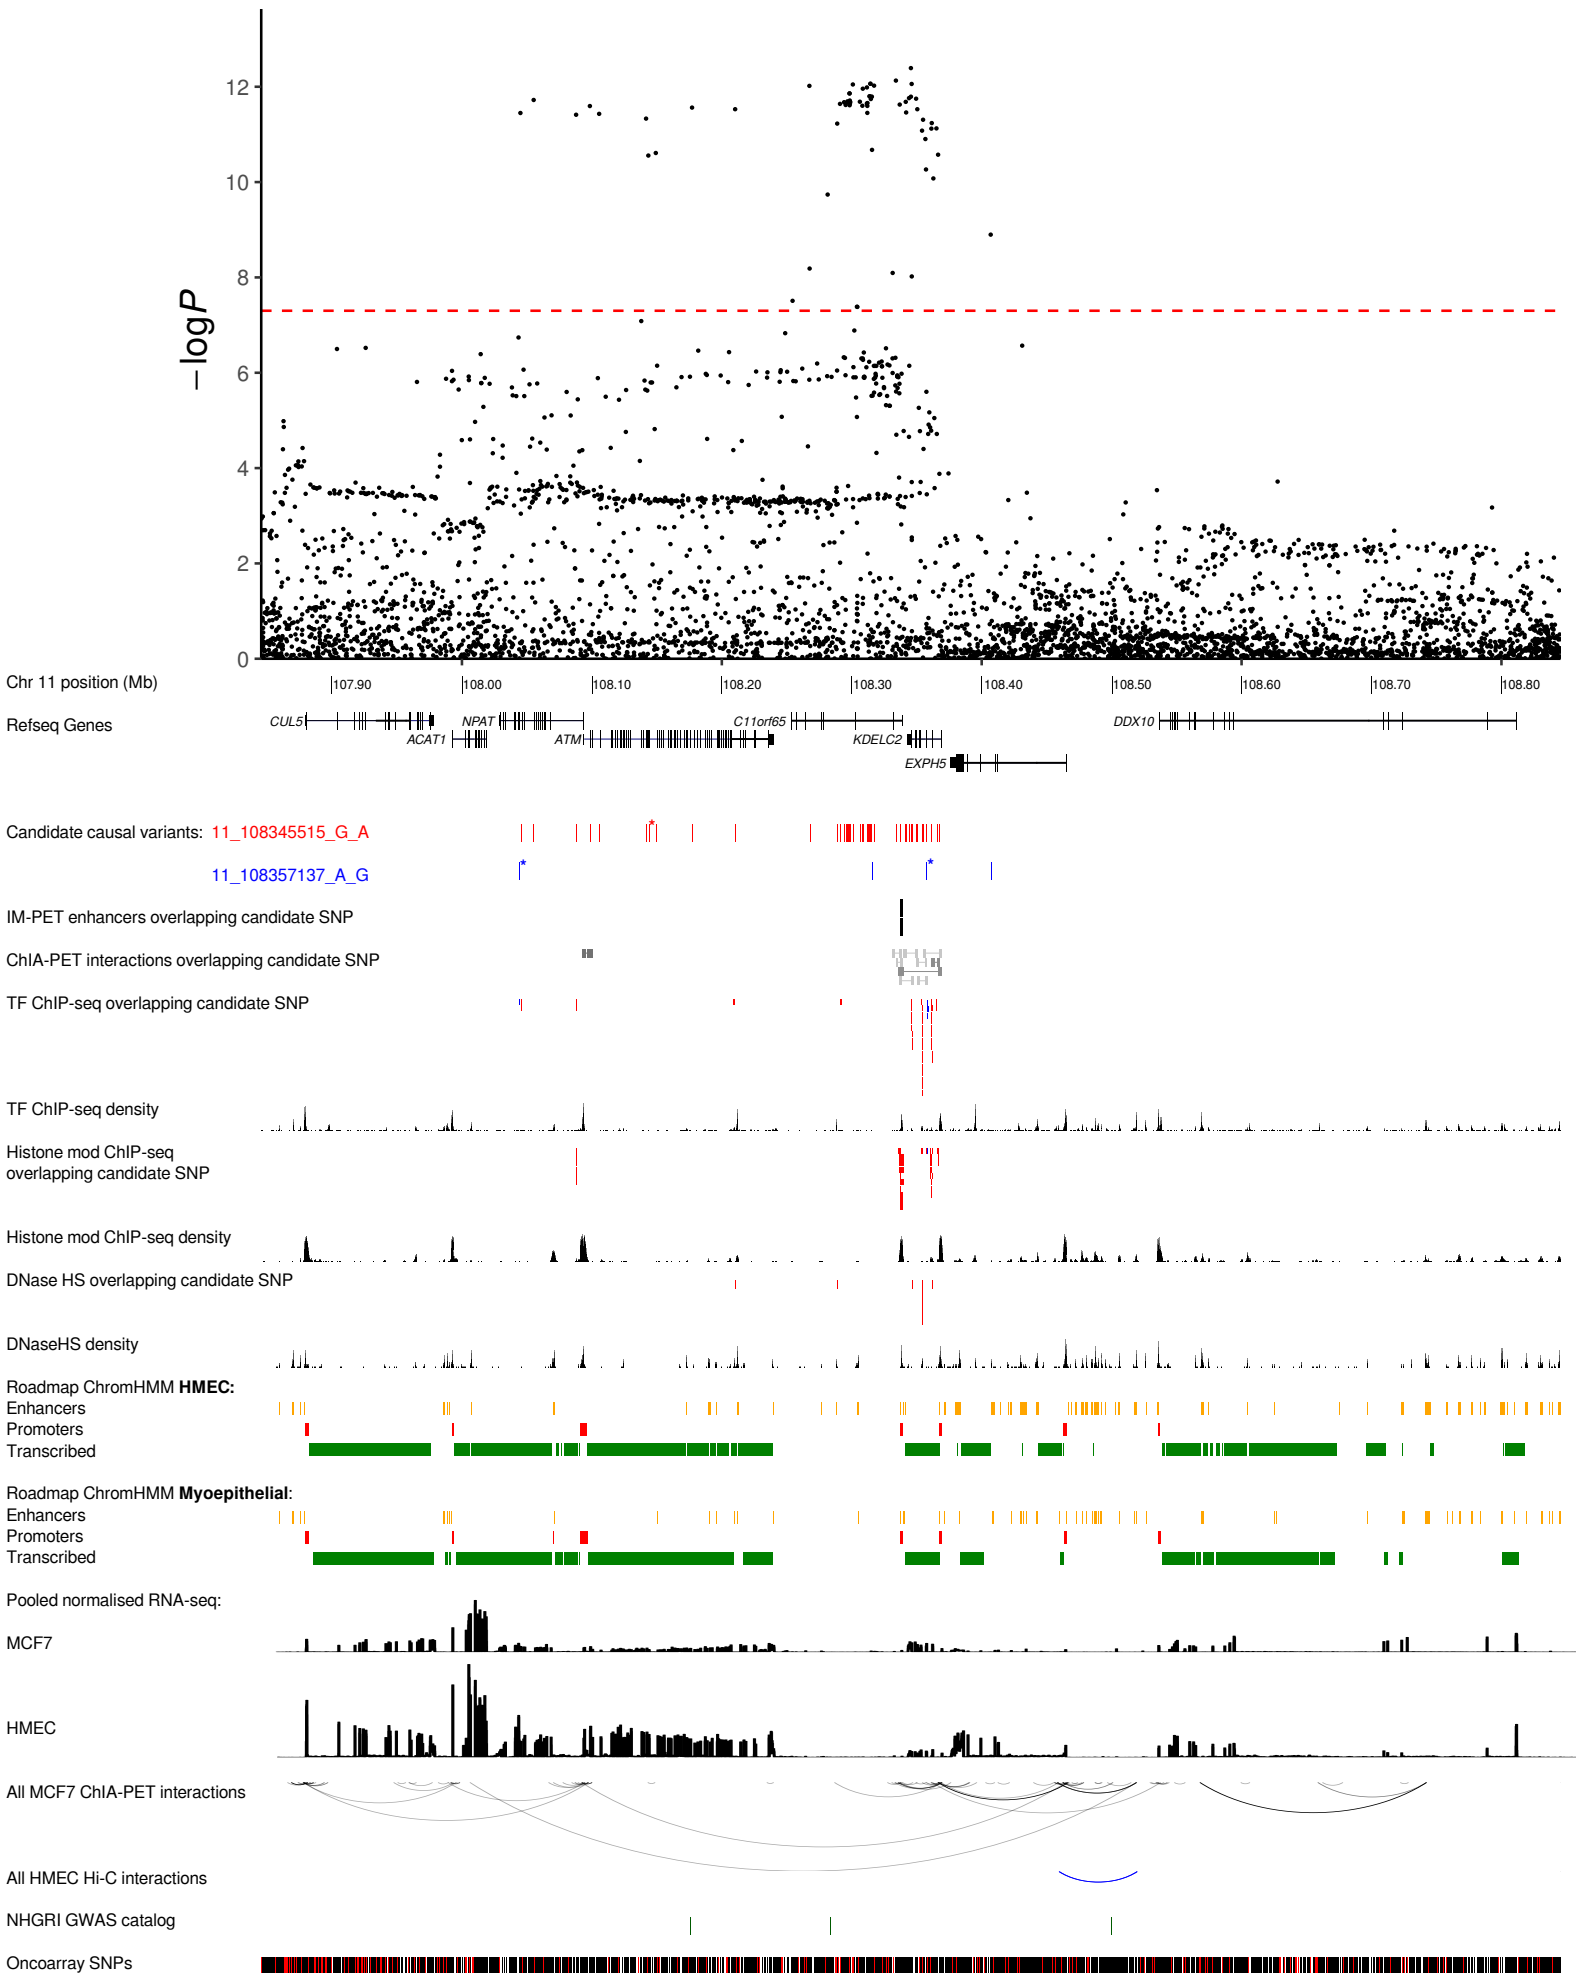 12
10
8
6
4
2
0
−logP
Chr 11 position (Mb)
107.90 108.00 108.10 108.20 108.30 108.40 108.50 108.60 108.70 108.80
Refseq Genes
CUL5 NPAT C11orf65 DDX10
ACAT1 ATM KDELC2
EXPH5
Candidate causal variants: 11_108345515_G_A
*
11_108357137_A_G
* *
IM-PET enhancers overlapping candidate SNP
ChIA-PET interactions overlapping candidate SNP
TF ChIP-seq overlapping candidate SNP
TF ChIP-seq density
Histone mod ChIP-seq
overlapping candidate SNP
Histone mod ChIP-seq density
DNase HS overlapping candidate SNP
DNaseHS density
Roadmap ChromHMM HMEC:
Enhancers
Promoters
Transcribed
Roadmap ChromHMM Myoepithelial:
Enhancers
Promoters
Transcribed
Pooled normalised RNA-seq:
MCF7
HMEC
All MCF7 ChIA-PET interactions
All HMEC Hi-C interactions
NHGRI GWAS catalog
Oncoarray SNPs